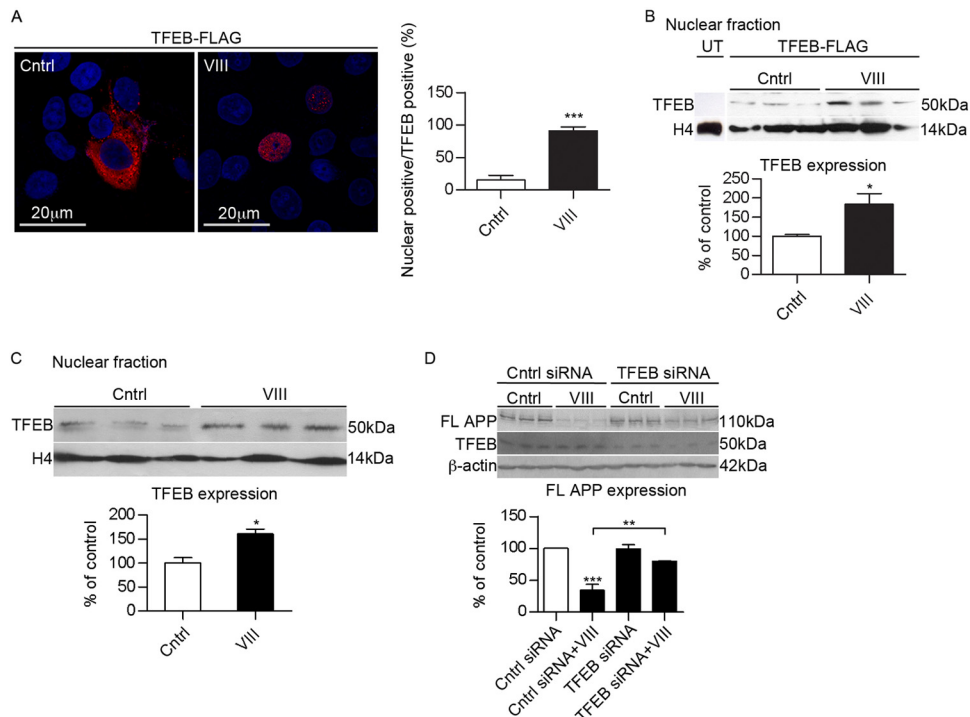 A
TFEB-FLAG
Cntrl
VIII
20μm
20μm
Nuclear positive/TFEB positive (%)
150
100
50
0
***
Cntrl
VIII
B
Nuclear fraction
UT
TFEB-FLAG
Cntrl
VIII
TFEB
50kDa
H4
14kDa
TFEB expression
% of control
250
200
150
100
50
0
*
Cntrl
VIII
C
Nuclear fraction
Cntrl
VIII
TFEB
50kDa
H4
14kDa
TFEB expression
% of control
200
150
100
50
0
*
Cntrl
VIII
D
Cntrl siRNA
TFEB siRNA
Cntrl
VIII
Cntrl
VIII
FL APP
110kDa
TFEB
50kDa
β-actin
42kDa
FL APP expression
% of control
150
100
50
0
***
**
Cntrl siRNA
Cntrl siRNA+VIII
TFEB siRNA
TFEB siRNA+VIII